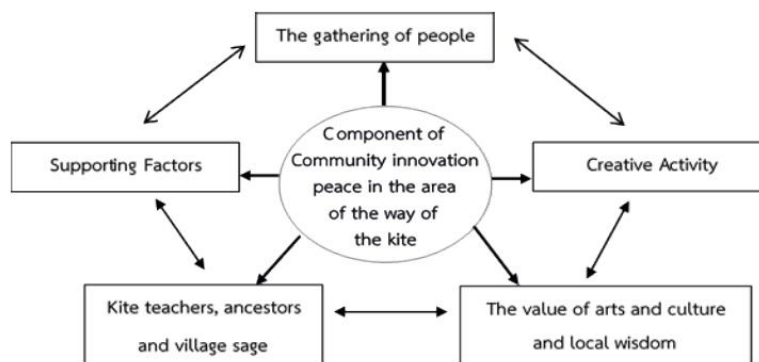 The gathering of people
Component of
Community innovation
peace in the area
of the way of
the kite
Supporting Factors
Creative Activity
Kite teachers, ancestors
and village sage
The value of arts and culture
and local wisdom